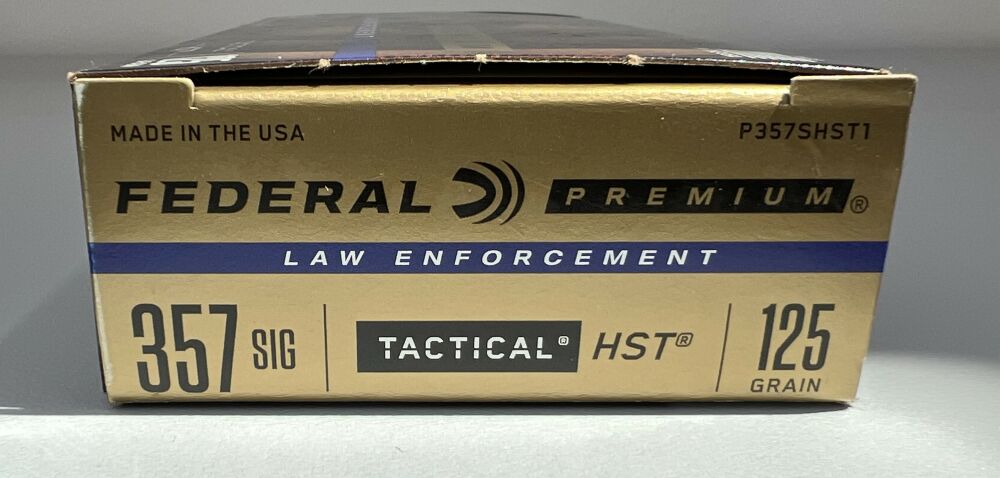 MADE IN THE USA P357SHST1
FEDERAL PREMIUM®
LAW ENFORCEMENT
357 SIG TACTICAL® HST® 125
GRAIN